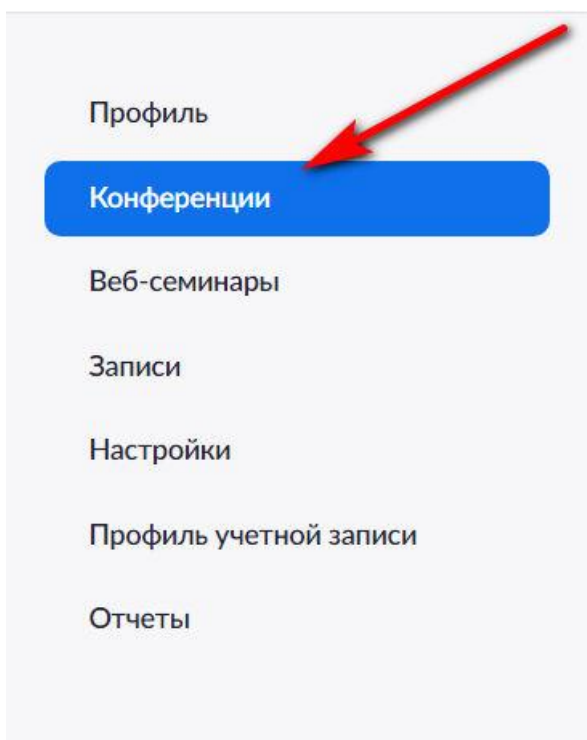 Профиль
Конференции
Веб-семинары
Записи
Настройки
Профиль учетной записи
Отчеты